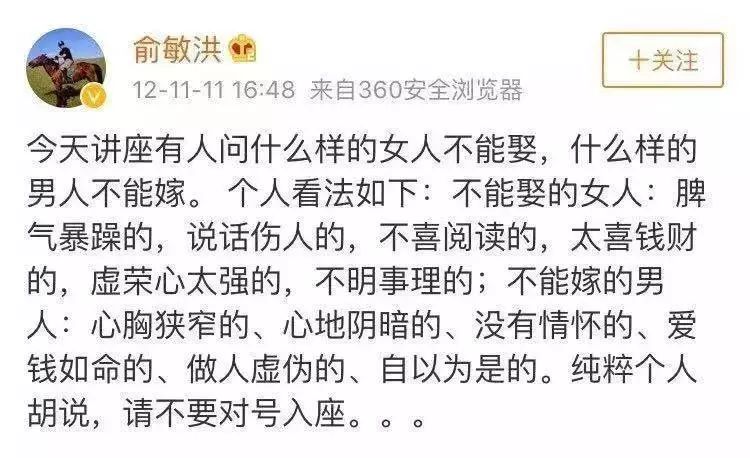 俞敏洪
＋关注
12-11-11 16:48 来自360安全浏览器
今天讲座有人问什么样的女人不能娶，什么样的
男人不能嫁。 个人看法如下：不能娶的女人：脾
气暴躁的，说话伤人的，不喜阅读的，太喜钱财
的，虚荣心太强的，不明事理的；不能嫁的男
人：心胸狭窄的、心地阴暗的、没有情怀的、爱
钱如命的、做人虚伪的、自以为是的。纯粹个人
胡说，请不要对号入座。。。